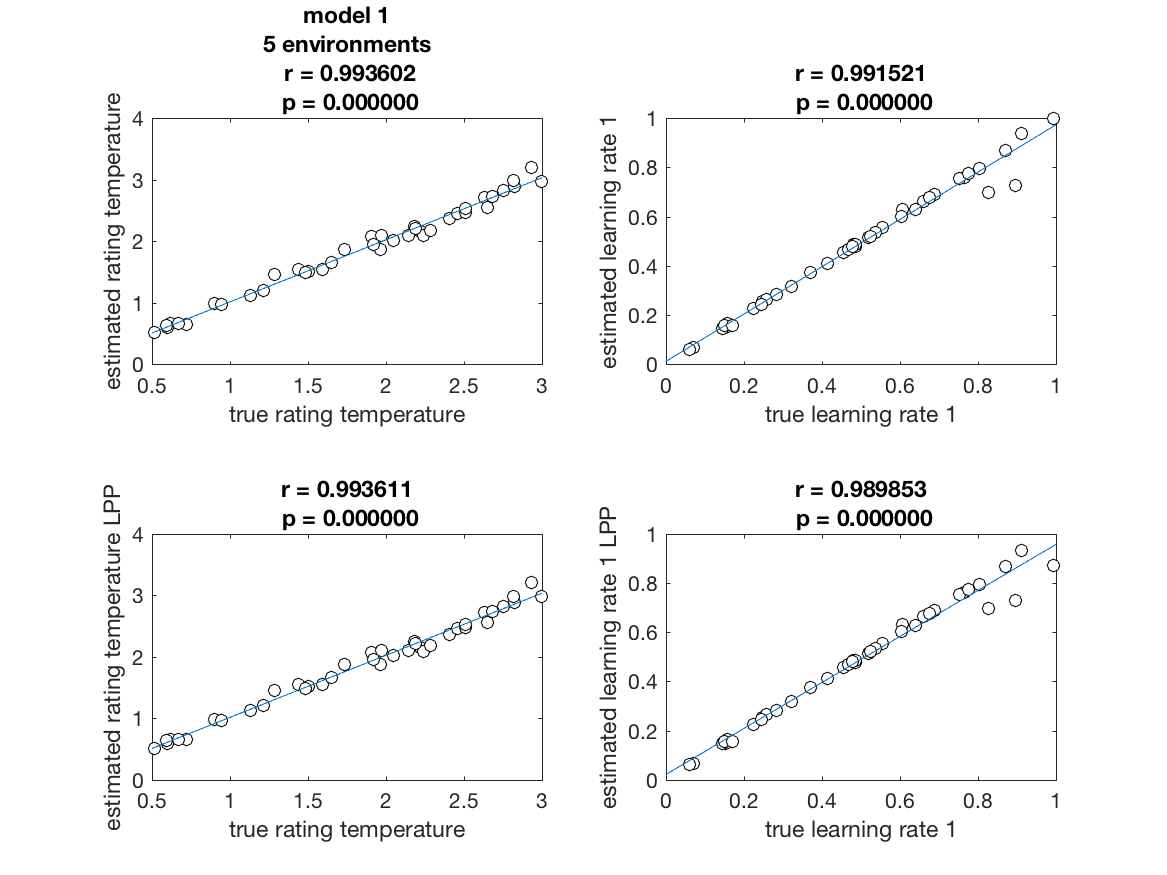 model 1
5 environments
r = 0.993602
p = 0.000000
estimated rating temperature
4
3
2
1
0
0.5 1 1.5 2 2.5 3
true rating temperature
r = 0.991521
p = 0.000000
estimated learning rate 1
1
0.8
0.6
0.4
0.2
0
0 0.2 0.4 0.6 0.8 1
true learning rate 1
r = 0.993611
p = 0.000000
estimated rating temperature LPP
4
3
2
1
0
0.5 1 1.5 2 2.5 3
true rating temperature
r = 0.989853
p = 0.000000
estimated learning rate 1 LPP
1
0.8
0.6
0.4
0.2
0
0 0.2 0.4 0.6 0.8 1
true learning rate 1